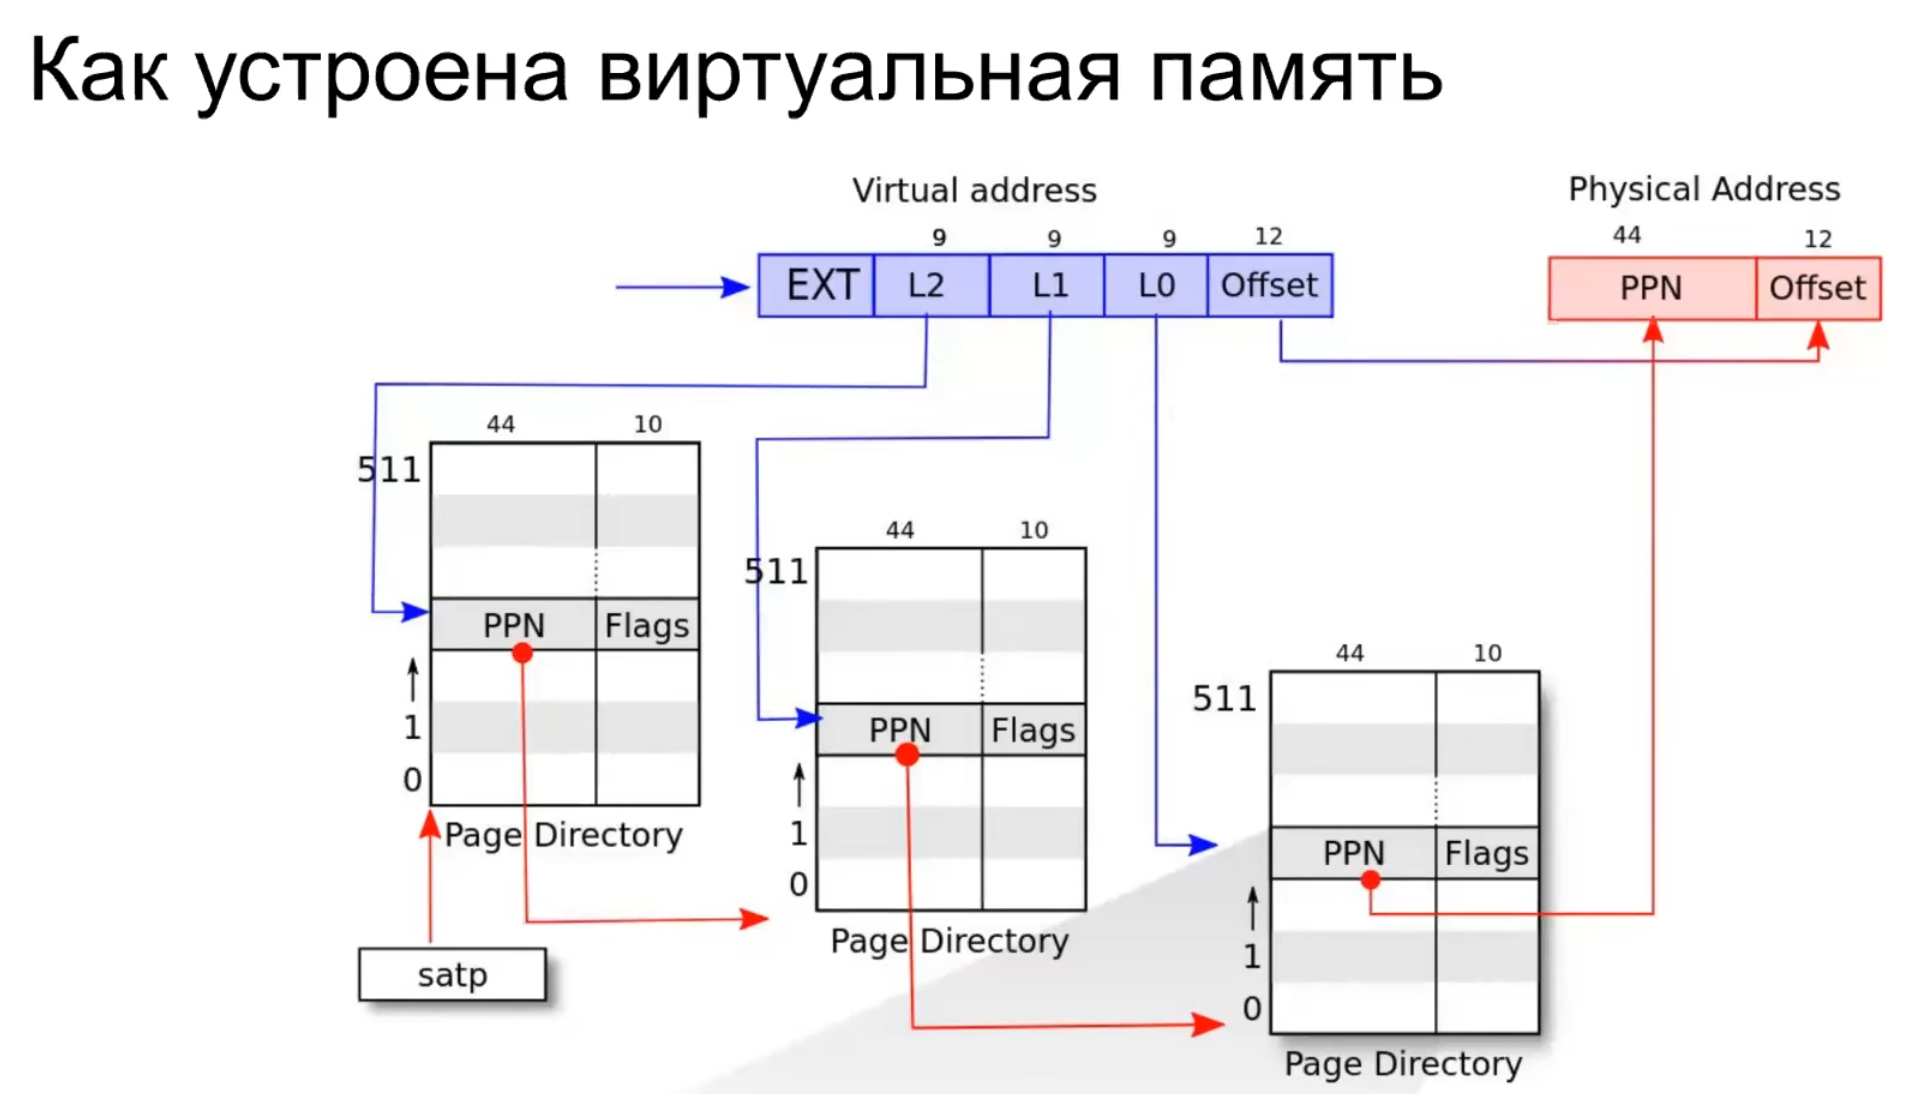 Как устроена виртуальная память
Virtual address
Physical Address
9 9 9 12
44 12
EXT L2 L1 L0 Offset
PPN Offset
44 10
511
PPN Flags
1
0
Page Directory
satp
44 10
511
PPN Flags
1
0
Page Directory
44 10
511
PPN Flags
1
0
Page Directory